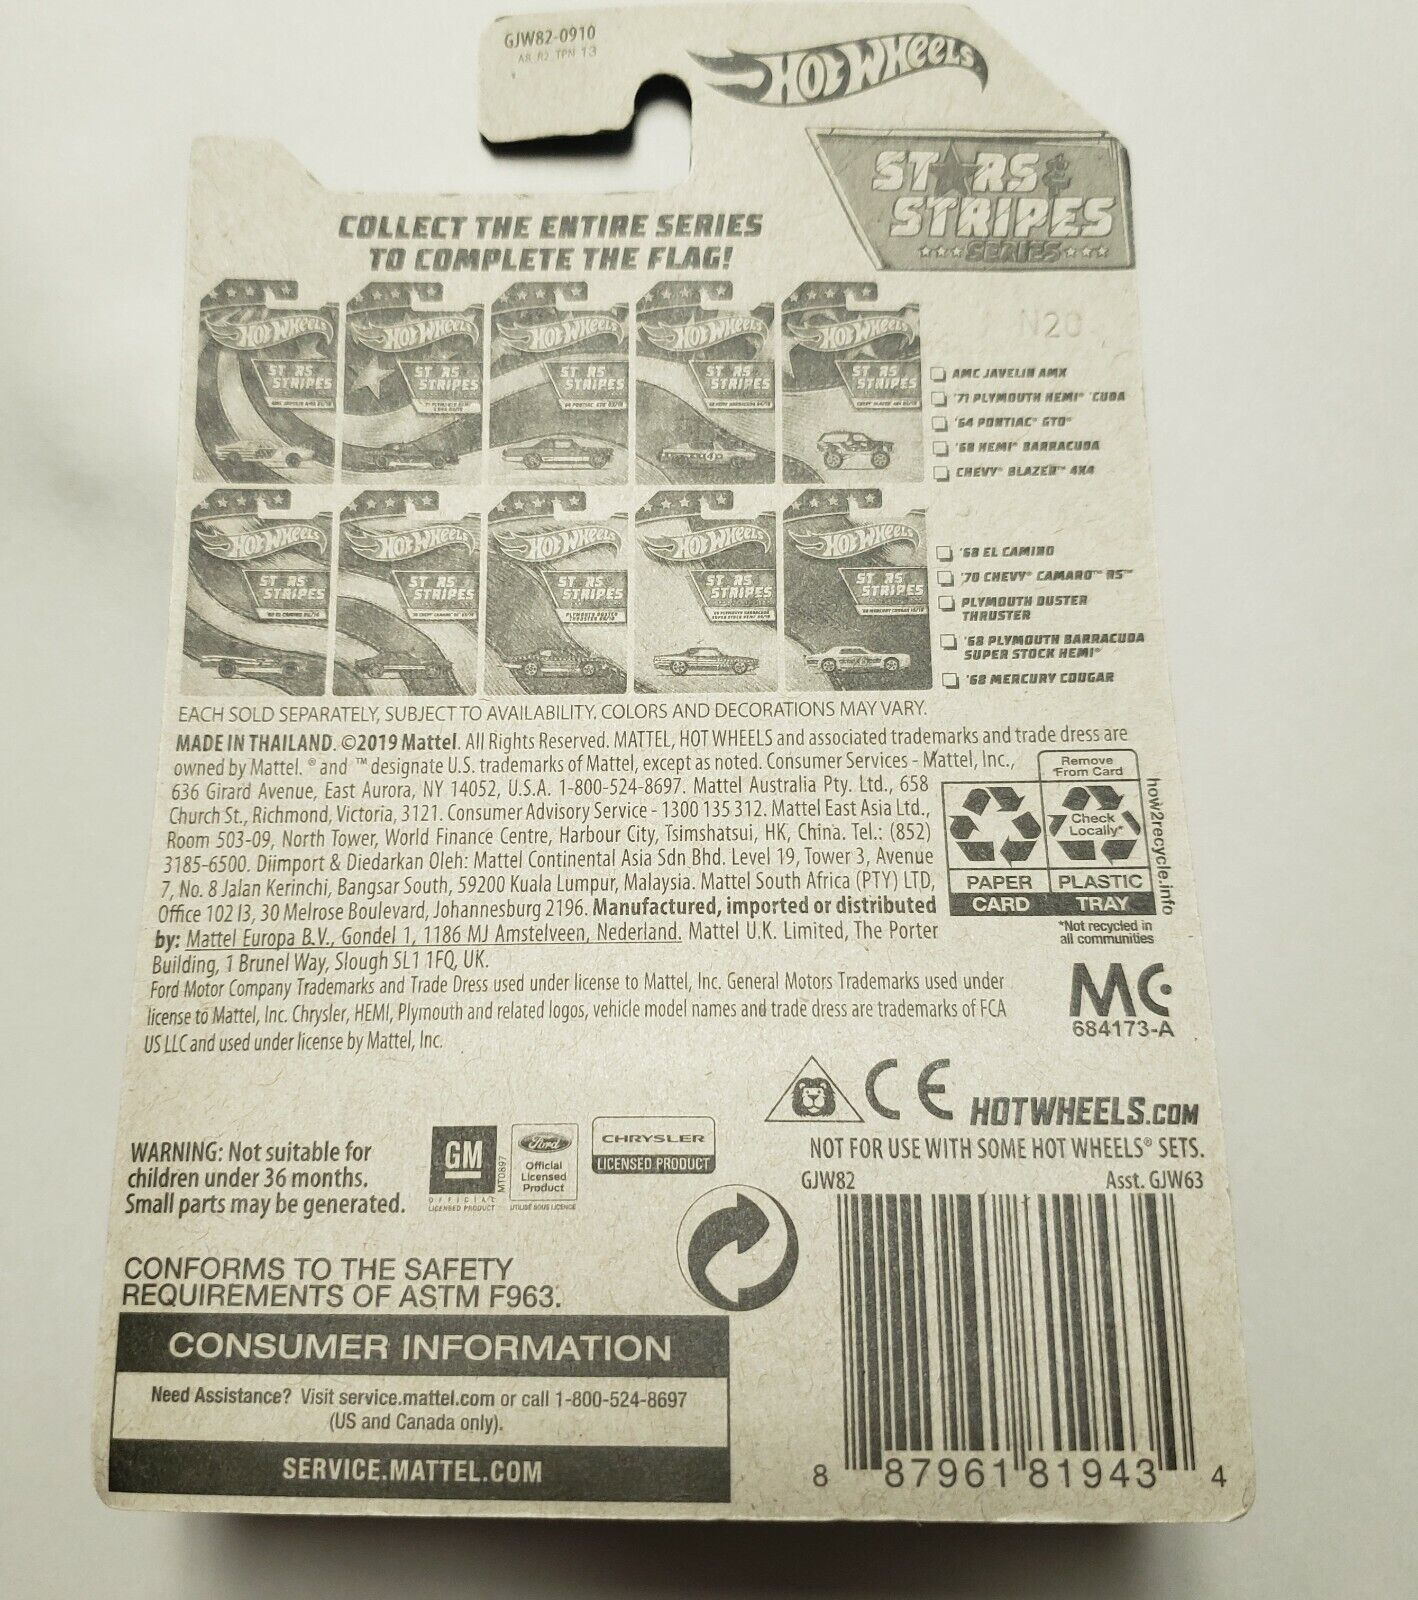 GJW82-0910
HOT WHEELS
STARS &
STRIPES
SERIES
COLLECT THE ENTIRE SERIES
TO COMPLETE THE FLAG!
N20
☐ AMC JAVELIN AMX
☐ '71 PLYMOUTH HEMI® 'CUDA
☐ '64 PONTIAC® GTO®
☐ '68 HEMI® BARRACUDA
☐ CHEVY® BLAZER™ 4X4
☐ '68 EL CAMINO
☐ '70 CHEVY® CAMARO™ RS™
☐ PLYMOUTH DUSTER
THRUSTER
☐ '68 PLYMOUTH BARRACUDA
SUPER STOCK HEMI®
☐ '68 MERCURY COUGAR
EACH SOLD SEPARATELY, SUBJECT TO AVAILABILITY. COLORS AND DECORATIONS MAY VARY.
MADE IN THAILAND. ©2019 Mattel. All Rights Reserved. MATTEL, HOT WHEELS and associated trademarks and trade dress are
owned by Mattel. ® and ™ designate U.S. trademarks of Mattel, except as noted. Consumer Services - Mattel, Inc.,
636 Girard Avenue, East Aurora, NY 14052, U.S.A. 1-800-524-8697. Mattel Australia Pty. Ltd., 658
Church St., Richmond, Victoria, 3121. Consumer Advisory Service - 1300 135 312. Mattel East Asia Ltd.,
Room 503-09, North Tower, World Finance Centre, Harbour City, Tsimshatsui, HK, China. Tel.: (852)
3185-6500. Diimport & Diedarkan Oleh: Mattel Continental Asia Sdn Bhd. Level 19, Tower 3, Avenue
7, No. 8 Jalan Kerinchi, Bangsar South, 59200 Kuala Lumpur, Malaysia. Mattel South Africa (PTY) LTD,
Office 102 I3, 30 Melrose Boulevard, Johannesburg 2196. Manufactured, imported or distributed
by: Mattel Europa B.V., Gondel 1, 1186 MJ Amstelveen, Nederland. Mattel U.K. Limited, The Porter
Building, 1 Brunel Way, Slough SL1 1FQ, UK.
Ford Motor Company Trademarks and Trade Dress used under license to Mattel, Inc. General Motors Trademarks used under
license to Mattel, Inc. Chrysler, HEMI, Plymouth and related logos, vehicle model names and trade dress are trademarks of FCA
US LLC and used under license by Mattel, Inc.
Remove
From Card
Check
Locally*
PAPER
PLASTIC
CARD
TRAY
how2recycle.info
*Not recycled in
all communities
MC
684173-A
CE
HOTWHEELS.COM
NOT FOR USE WITH SOME HOT WHEELS® SETS.
WARNING: Not suitable for
children under 36 months.
Small parts may be generated.
GM
OFFICIAL
LICENSED PRODUCT
MT0897
Ford
Official
Licensed
Product
UTILISÉ SOUS LICENCE
CHRYSLER
LICENSED PRODUCT
GJW82
Asst. GJW63
CONFORMS TO THE SAFETY
REQUIREMENTS OF ASTM F963.
CONSUMER INFORMATION
Need Assistance? Visit service.mattel.com or call 1-800-524-8697
(US and Canada only).
SERVICE.MATTEL.COM
8 87961 81943 4